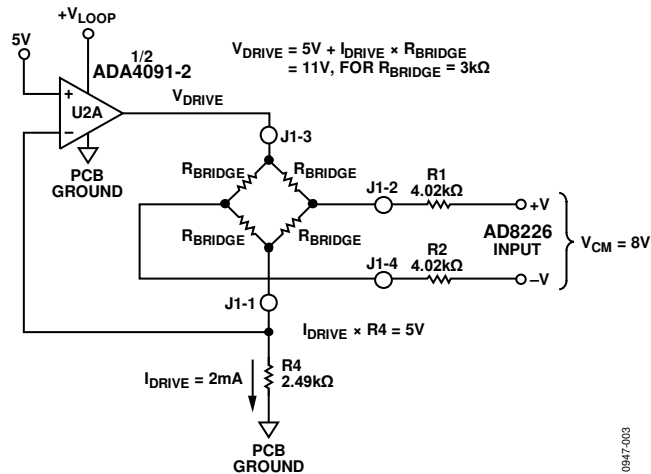 +VLOOP
5V
1/2
ADA4091-2
VDRIVE = 5V + IDRIVE × RBRIDGE
= 11V, FOR RBRIDGE = 3kΩ
+
U2A
−
VDRIVE
J1-3
PCB
GROUND
RBRIDGE
RBRIDGE
RBRIDGE
RBRIDGE
J1-2
R1
4.02kΩ
+V
AD8226
INPUT
VCM = 8V
J1-4
R2
4.02kΩ
−V
J1-1
IDRIVE × R4 = 5V
IDRIVE = 2mA
R4
2.49kΩ
PCB
GROUND
0947-003